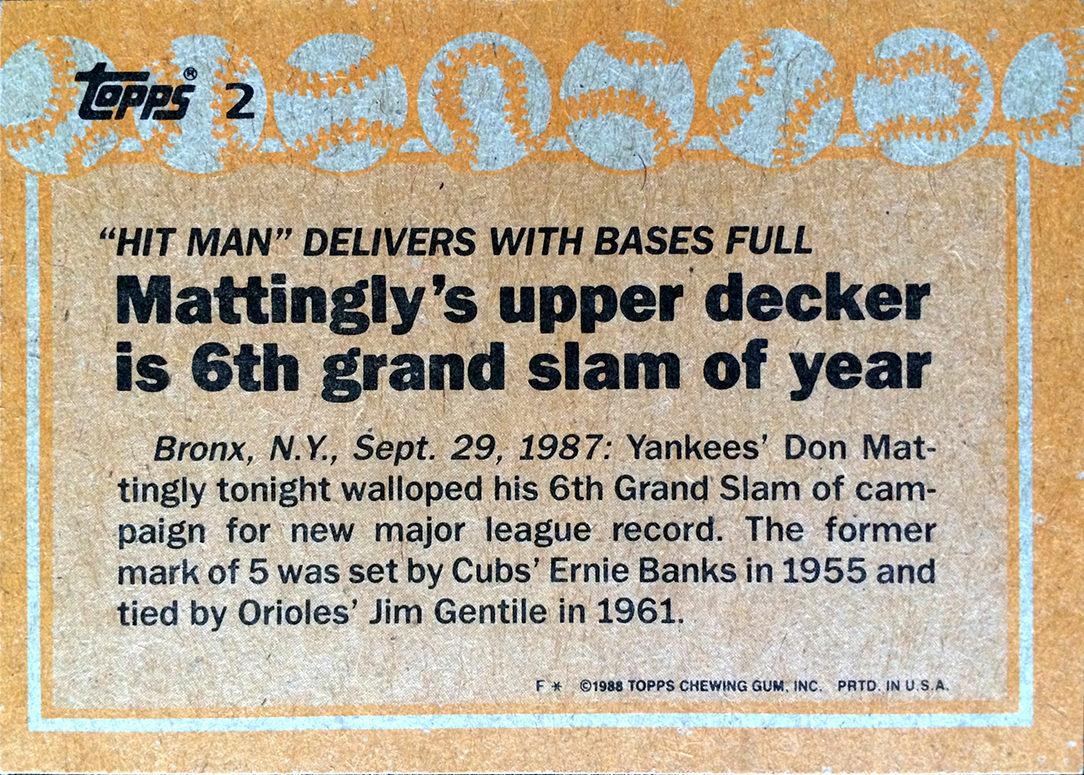 Topps® 2
“HIT MAN” DELIVERS WITH BASES FULL
Mattingly’s upper decker
is 6th grand slam of year
Bronx, N.Y., Sept. 29, 1987: Yankees’ Don Mat-
tingly tonight walloped his 6th Grand Slam of cam-
paign for new major league record. The former
mark of 5 was set by Cubs’ Ernie Banks in 1955 and
tied by Orioles’ Jim Gentile in 1961.
F * ©1988 TOPPS CHEWING GUM, INC. PRTD. IN U.S.A.